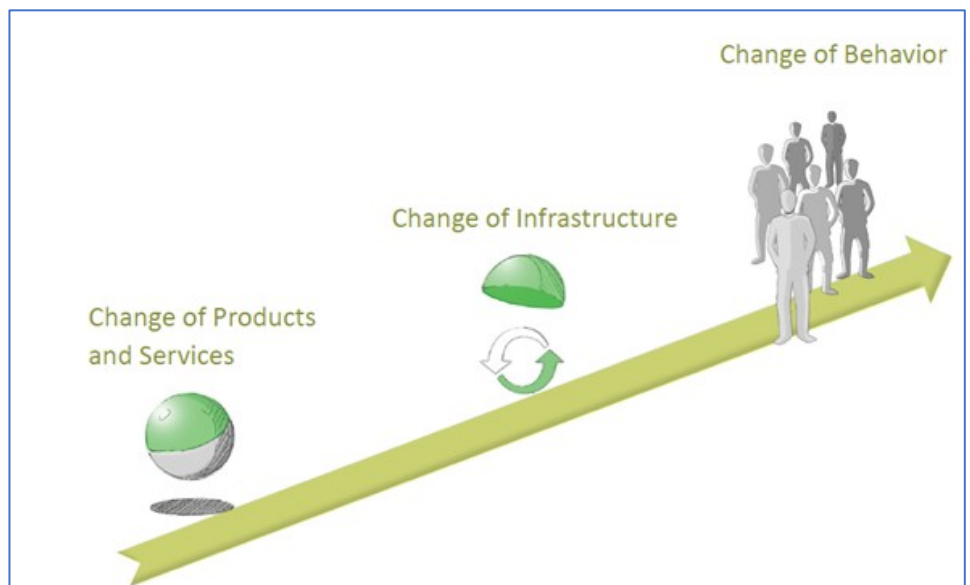 Change of Behavior
Change of Infrastructure
Change of Products
and Services